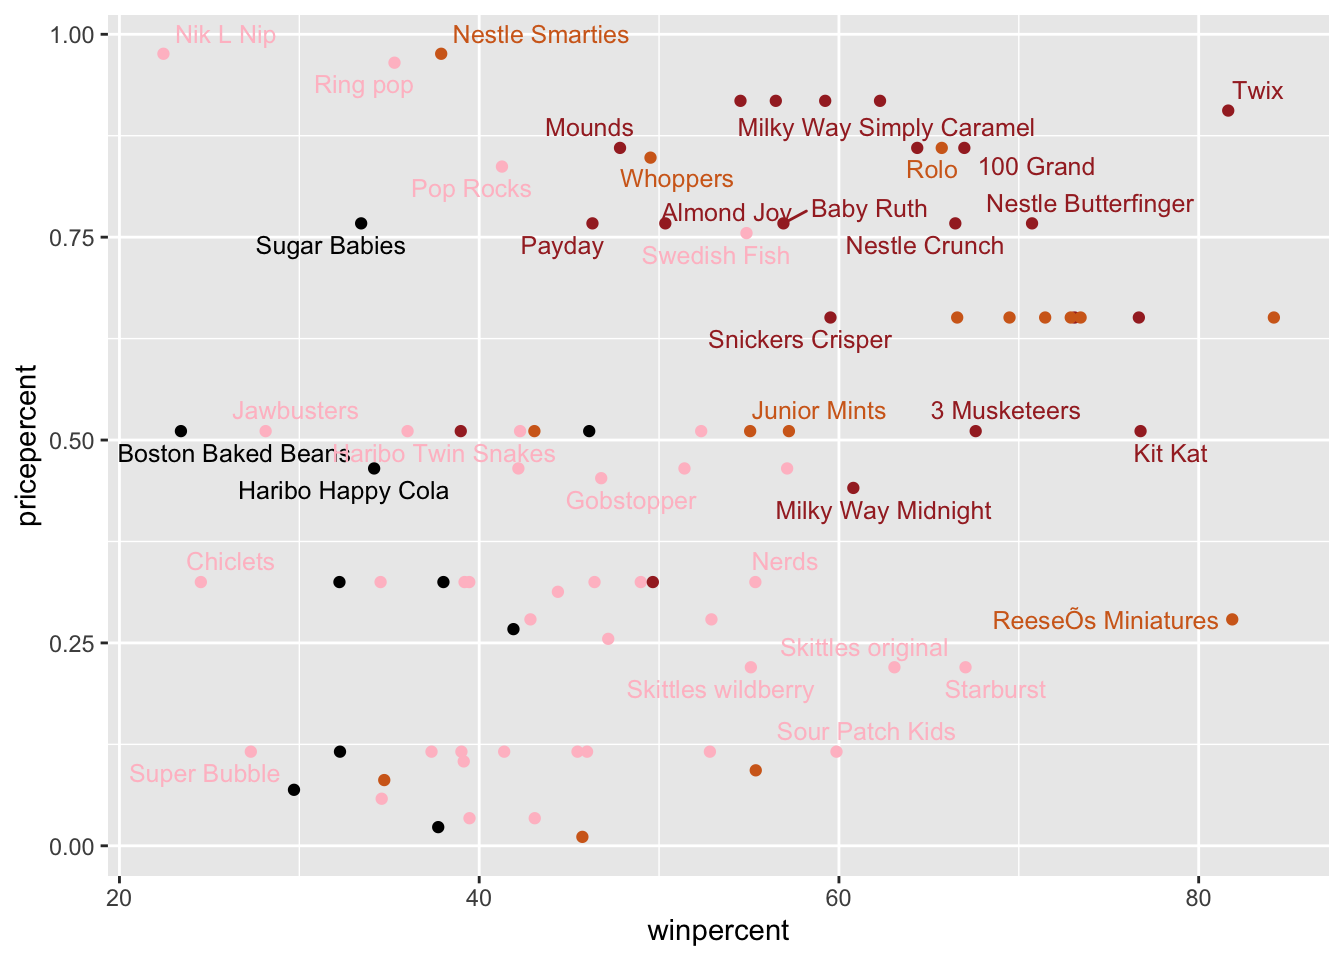 1.00
Nik L Nip
Nestle Smarties
Ring pop
Twix
Mounds
Milky Way Simply Caramel
Whoppers
Rolo
100 Grand
Pop Rocks
Almond Joy
Baby Ruth
Nestle Butterfinger
0.75
Sugar Babies
Payday
Swedish Fish
Nestle Crunch
Snickers Crisper
pricepercent
Jawbusters
Junior Mints
3 Musketeers
0.50
Boston Baked Beans
Haribo Twin Snakes
Kit Kat
Haribo Happy Cola
Gobstopper
Milky Way Midnight
Chiclets
Nerds
ReeseÕs Miniatures
0.25
Skittles original
Skittles wildberry
Starburst
Sour Patch Kids
Super Bubble
0.00
20
40
60
80
winpercent